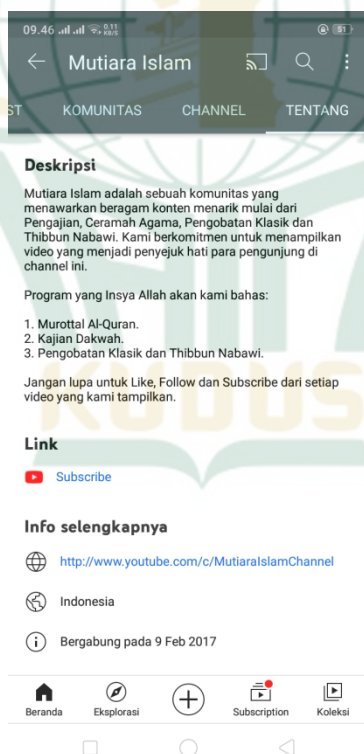 09.46 0.11 KB/S 51
Mutiara Islam
ST KOMUNITAS CHANNEL TENTANG
Deskripsi
Mutiara Islam adalah sebuah komunitas yang
menawarkan beragam konten menarik mulai dari
Pengajian, Ceramah Agama, Pengobatan Klasik dan
Thibbun Nabawi. Kami berkomitmen untuk menampilkan
video yang menjadi penyejuk hati para pengunjung di
channel ini.
Program yang Insya Allah akan kami bahas:
1. Murottal Al-Quran.
2. Kajian Dakwah.
3. Pengobatan Klasik dan Thibbun Nabawi.
Jangan lupa untuk Like, Follow dan Subscribe dari setiap
video yang kami tampilkan.
Link
Subscribe
Info selengkapnya
http://www.youtube.com/c/MutiaraIslamChannel
Indonesia
Bergabung pada 9 Feb 2017
Beranda Eksplorasi Subscription Koleksi
KUDUS